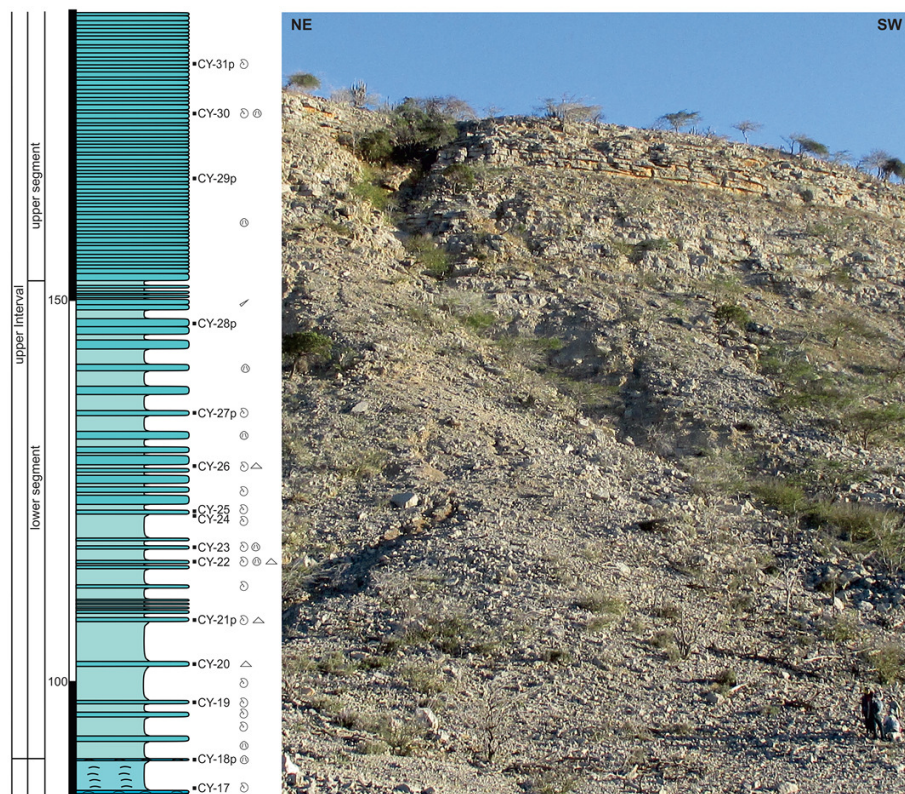 NE
SW
CY-31p
CY-30
CY-29p
upper segment
150
CY-28p
upper Interval
CY-27p
CY-26
lower segment
CY-25
CY-24
CY-23
CY-22
CY-21p
CY-20
100
CY-19
CY-18p
CY-17